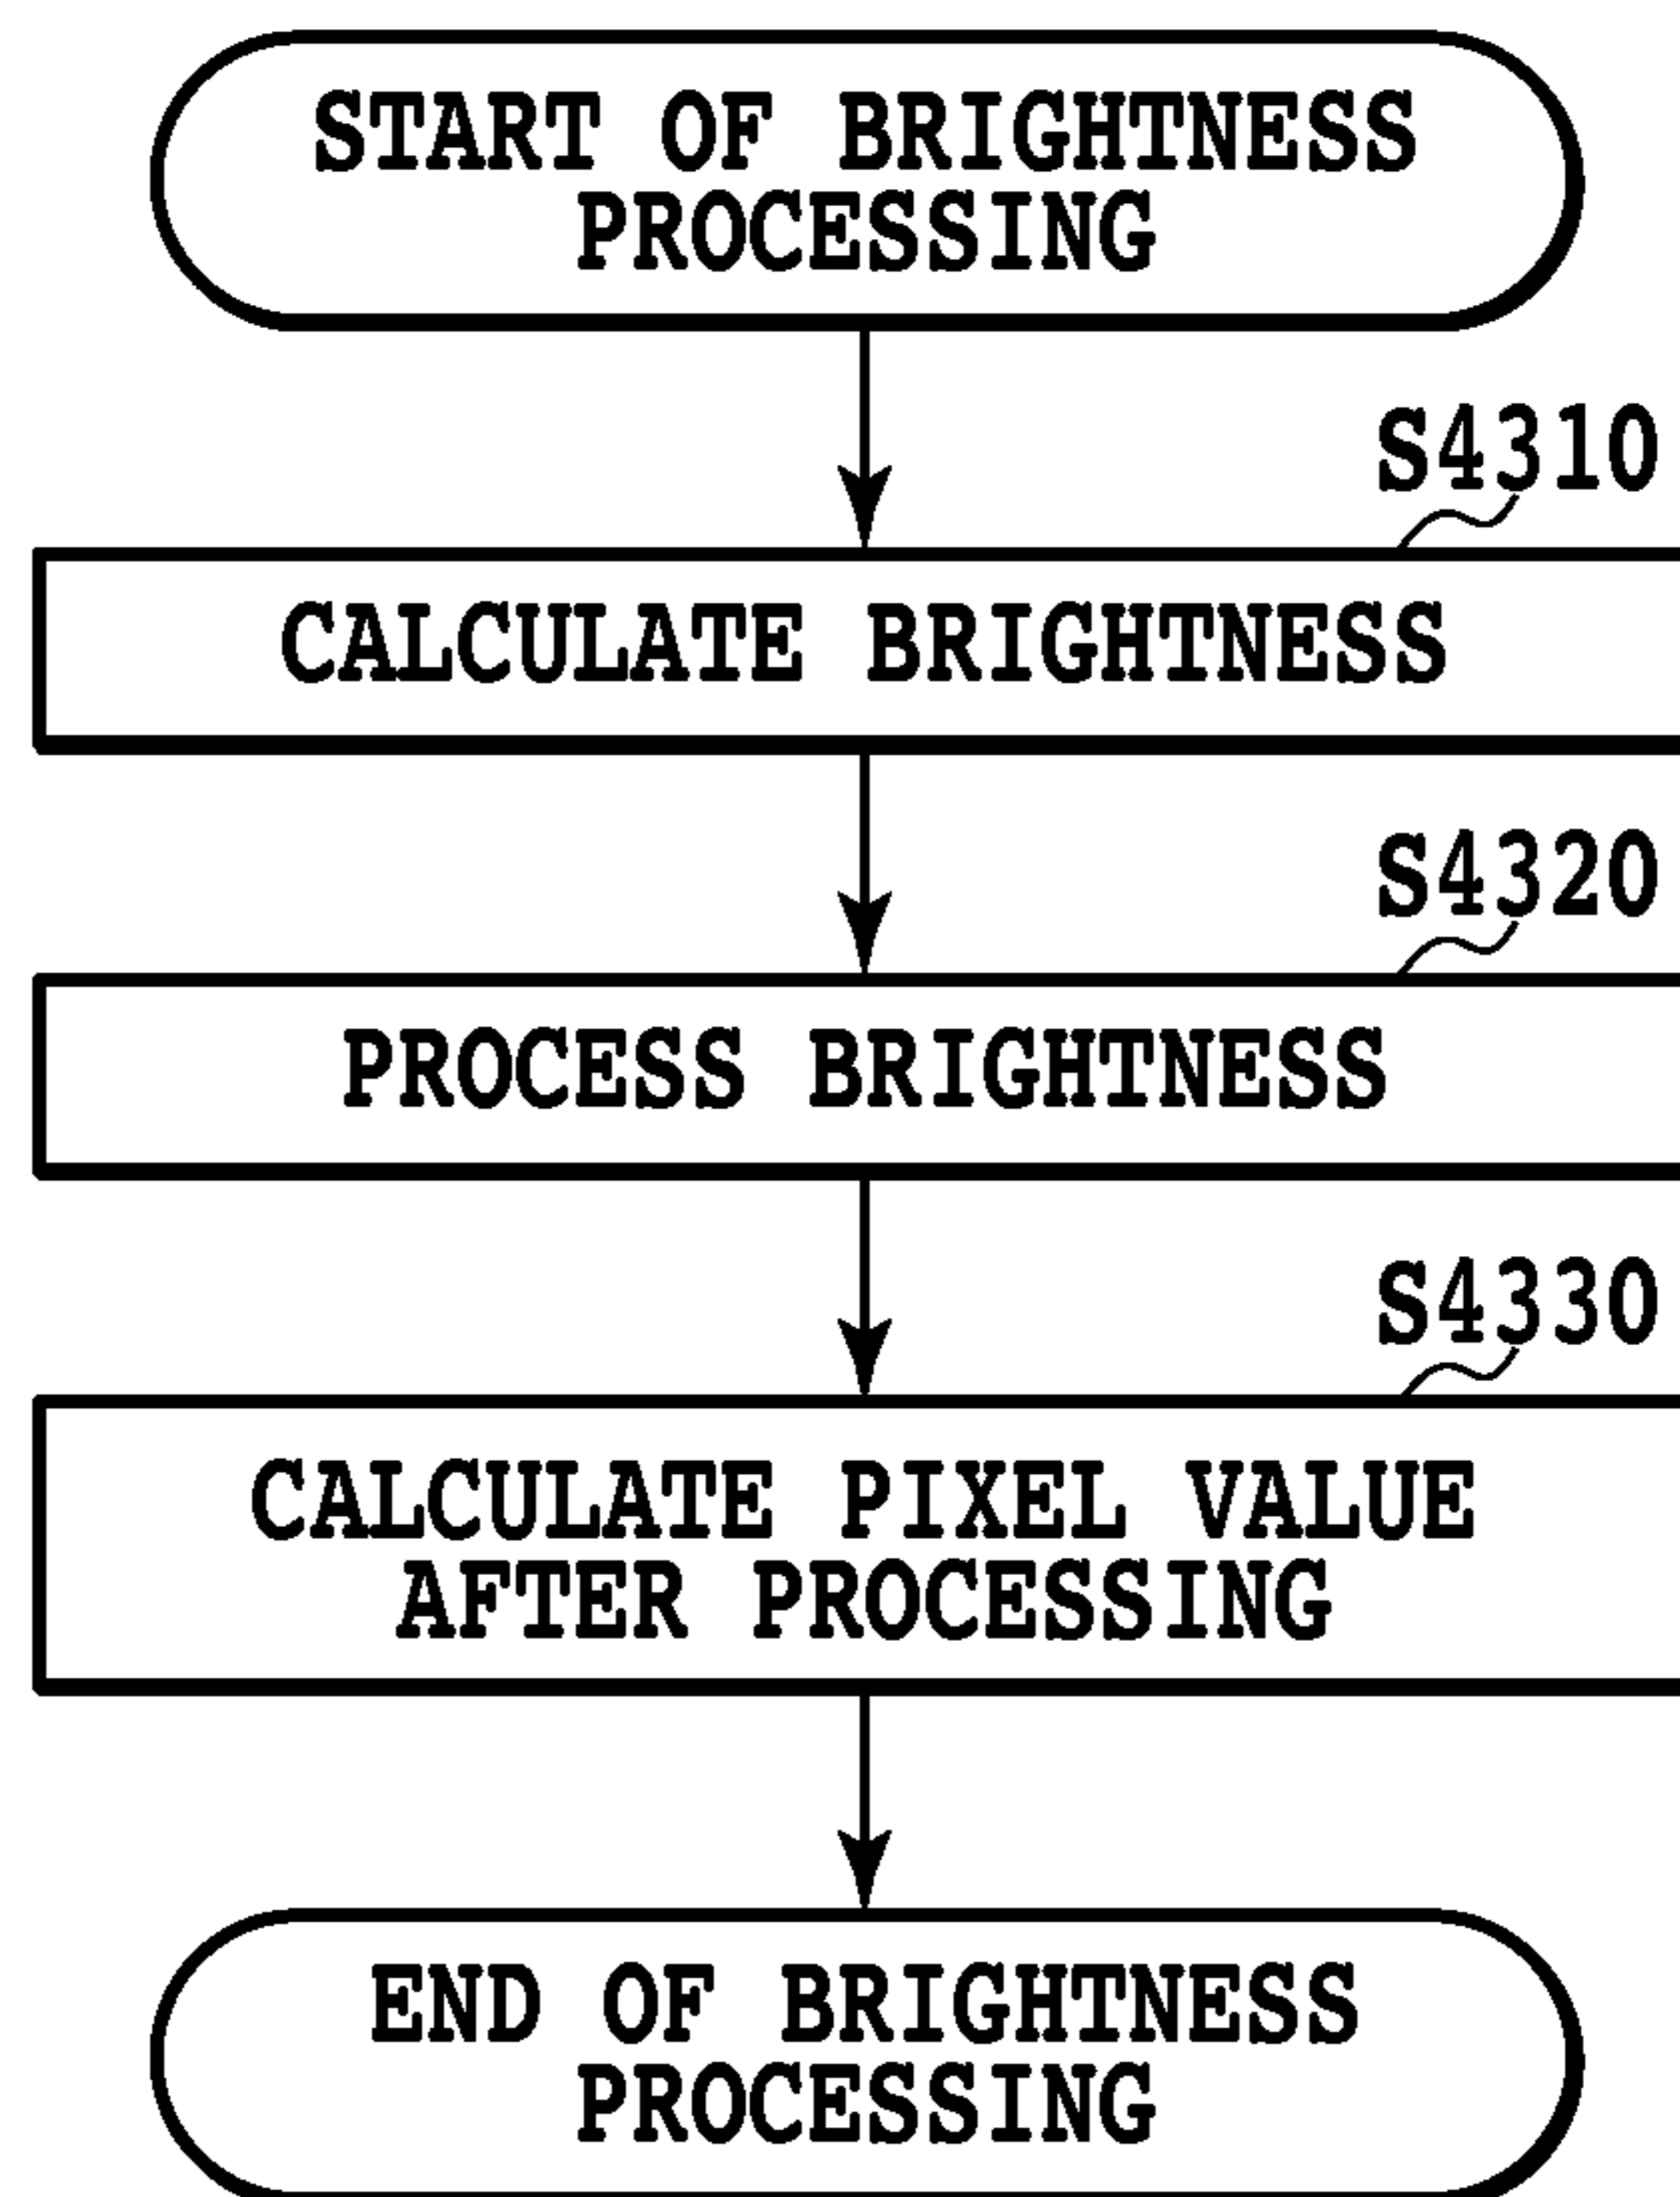 START OF BRIGHTNESS
PROCESSING
S4310
CALCULATE BRIGHTNESS
S4320
PROCESS BRIGHTNESS
S4330
CALCULATE PIXEL VALUE
AFTER PROCESSING
END OF BRIGHTNESS
PROCESSING